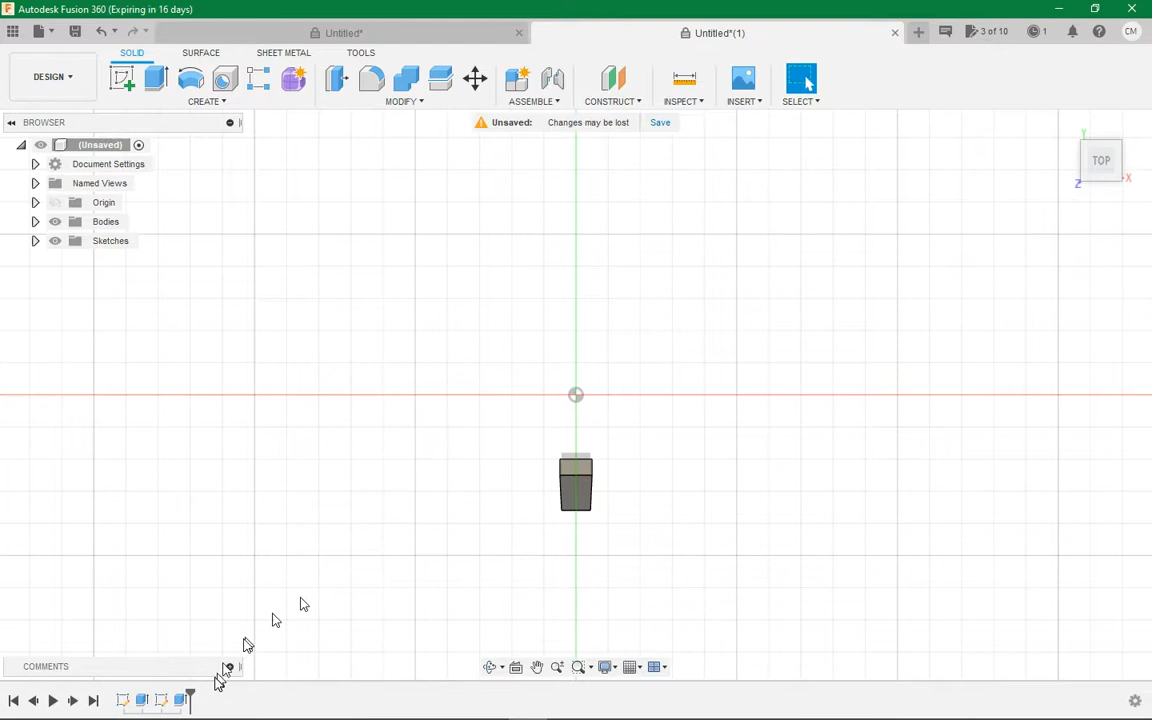 Autodesk Fusion 360 (Expiring in 16 days)
Untitled*
Untitled*(1)
3 of 10
1
CM
DESIGN
SOLID
SURFACE
SHEET METAL
TOOLS
CREATE
MODIFY
ASSEMBLE
CONSTRUCT
INSPECT
INSERT
SELECT
BROWSER
Unsaved: Changes may be lost Save
(Unsaved)
Document Settings
Named Views
Origin
Bodies
Sketches
Y
TOP
X
Z
COMMENTS